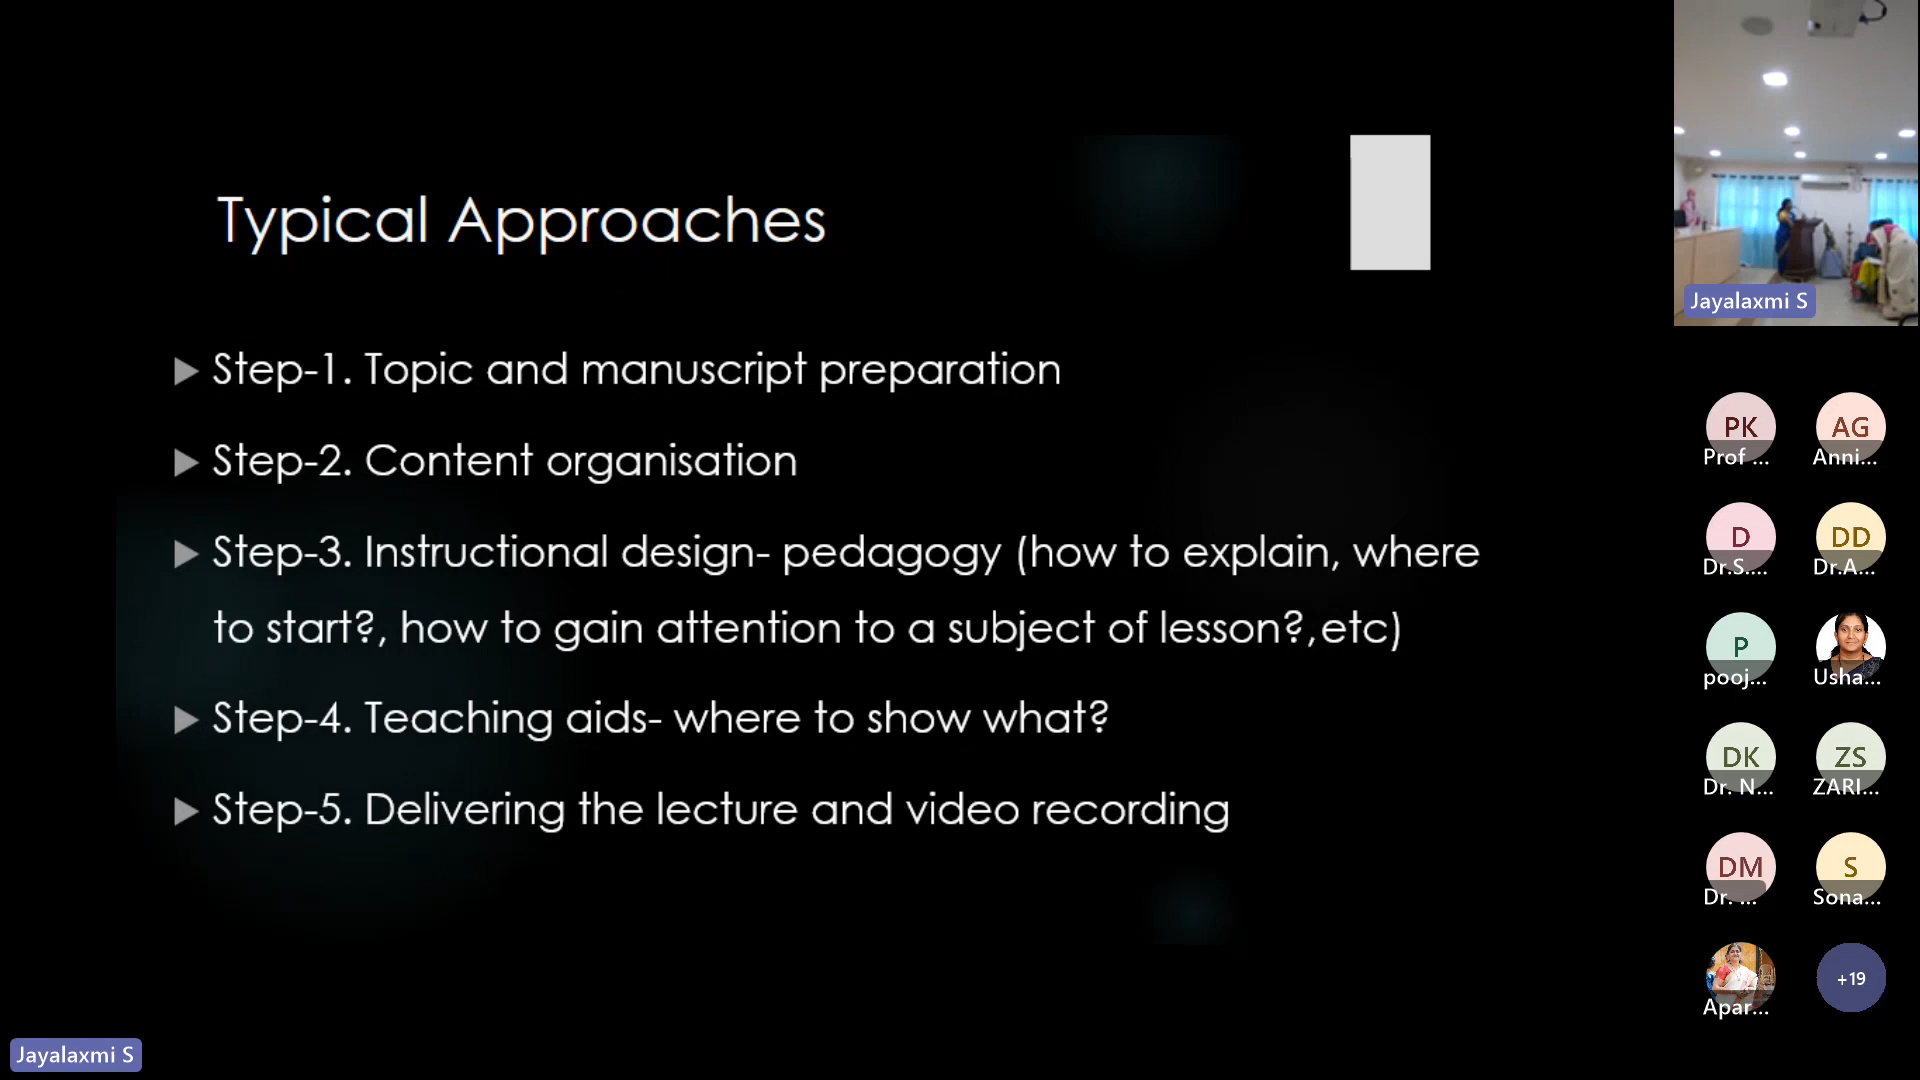 Typical Approaches
Step-1. Topic and manuscript preparation
Step-2. Content organisation
Step-3. Instructional design- pedagogy (how to explain, where
to start?, how to gain attention to a subject of lesson?,etc)
Step-4. Teaching aids- where to show what?
Step-5. Delivering the lecture and video recording
Jayalaxmi S
Jayalaxmi S
PK AG
Prof ... Anni...
D DD
Dr.S.... Dr.A...
P
pooj... Usha...
DK ZS
Dr. N... ZARI...
DM S
Dr. ... Sona...
+19
Apar...